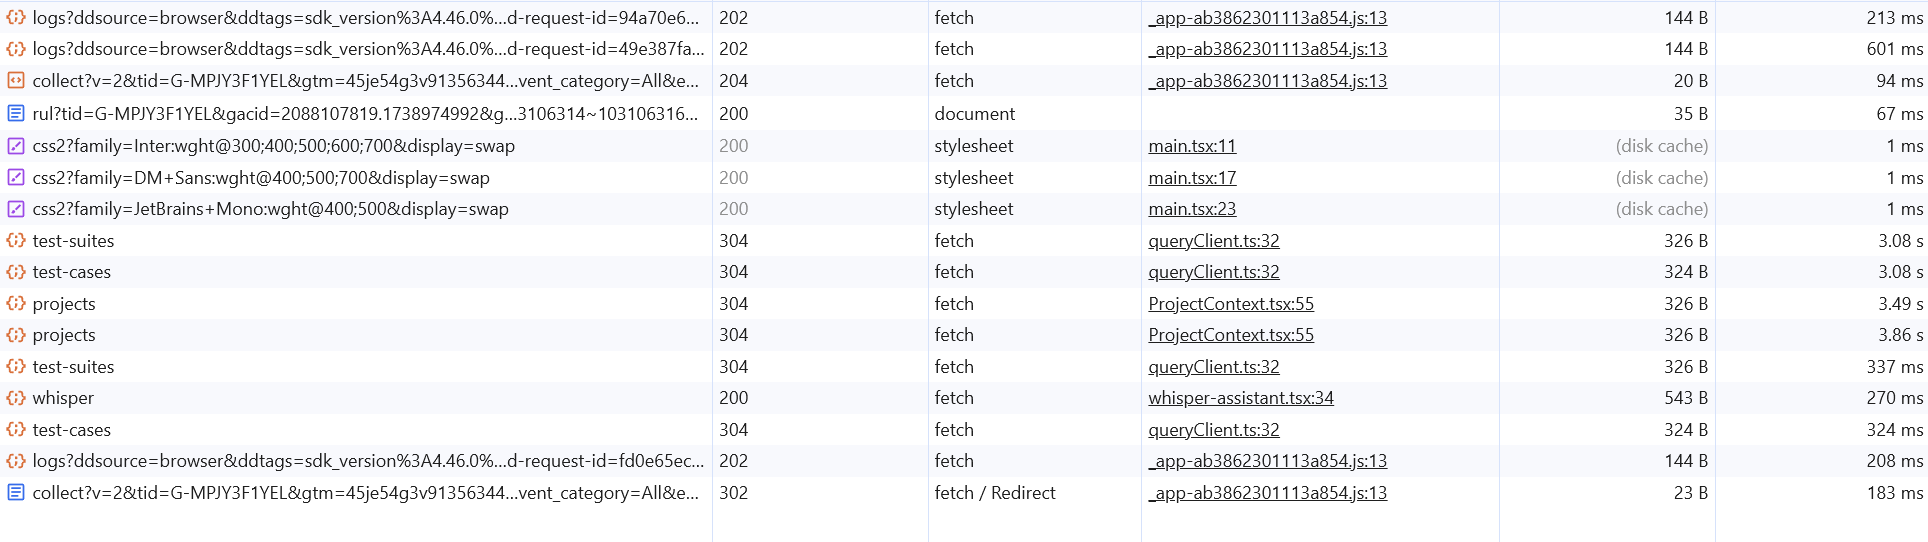 logs?ddsource=browser&ddtags=sdk_version%3A4.46.0%...d-request-id=94a70e6... 202 fetch _app-ab3862301113a854.js:13 144 B 213 ms
logs?ddsource=browser&ddtags=sdk_version%3A4.46.0%...d-request-id=49e387fa... 202 fetch _app-ab3862301113a854.js:13 144 B 601 ms
collect?v=2&tid=G-MPJY3F1YEL&gtm=45je54g3v91356344...vent_category=All&e... 204 fetch _app-ab3862301113a854.js:13 20 B 94 ms
rul?tid=G-MPJY3F1YEL&gacid=2088107819.1738974992&g...3106314~103106316... 200 document 35 B 67 ms
css2?family=Inter:wght@300;400;500;600;700&display=swap 200 stylesheet main.tsx:11 (disk cache) 1 ms
css2?family=DM+Sans:wght@400;500;700&display=swap 200 stylesheet main.tsx:17 (disk cache) 1 ms
css2?family=JetBrains+Mono:wght@400;500&display=swap 200 stylesheet main.tsx:23 (disk cache) 1 ms
test-suites 304 fetch queryClient.ts:32 326 B 3.08 s
test-cases 304 fetch queryClient.ts:32 324 B 3.08 s
projects 304 fetch ProjectContext.tsx:55 326 B 3.49 s
projects 304 fetch ProjectContext.tsx:55 326 B 3.86 s
test-suites 304 fetch queryClient.ts:32 326 B 337 ms
whisper 200 fetch whisper-assistant.tsx:34 543 B 270 ms
test-cases 304 fetch queryClient.ts:32 324 B 324 ms
logs?ddsource=browser&ddtags=sdk_version%3A4.46.0%...d-request-id=fd0e65ec... 202 fetch _app-ab3862301113a854.js:13 144 B 208 ms
collect?v=2&tid=G-MPJY3F1YEL&gtm=45je54g3v91356344...vent_category=All&e... 302 fetch / Redirect _app-ab3862301113a854.js:13 23 B 183 ms